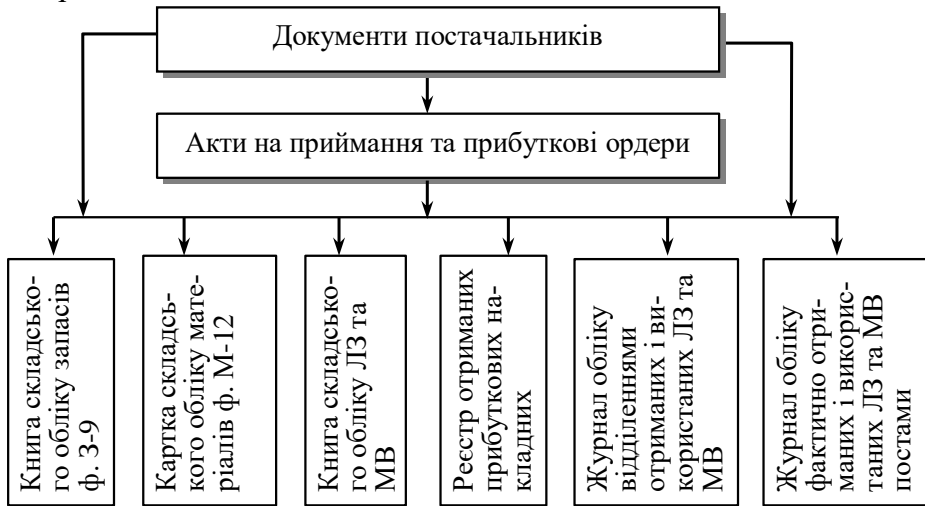 Документи постачальників
Акти на приймання та прибуткові ордери
Книга складсько-
го обліку запасів
ф. З-9
Картка складсь-
кого обліку мате-
ріалів ф. М-12
Книга складсько-
го обліку ЛЗ та
МВ
Реєстр отриманих
прибуткових на-
кладних
Журнал обліку
відділеннями
отриманих і ви-
користаних ЛЗ та
МВ
Журнал обліку
фактично отри-
маних і викорис-
таних ЛЗ та МВ
постами